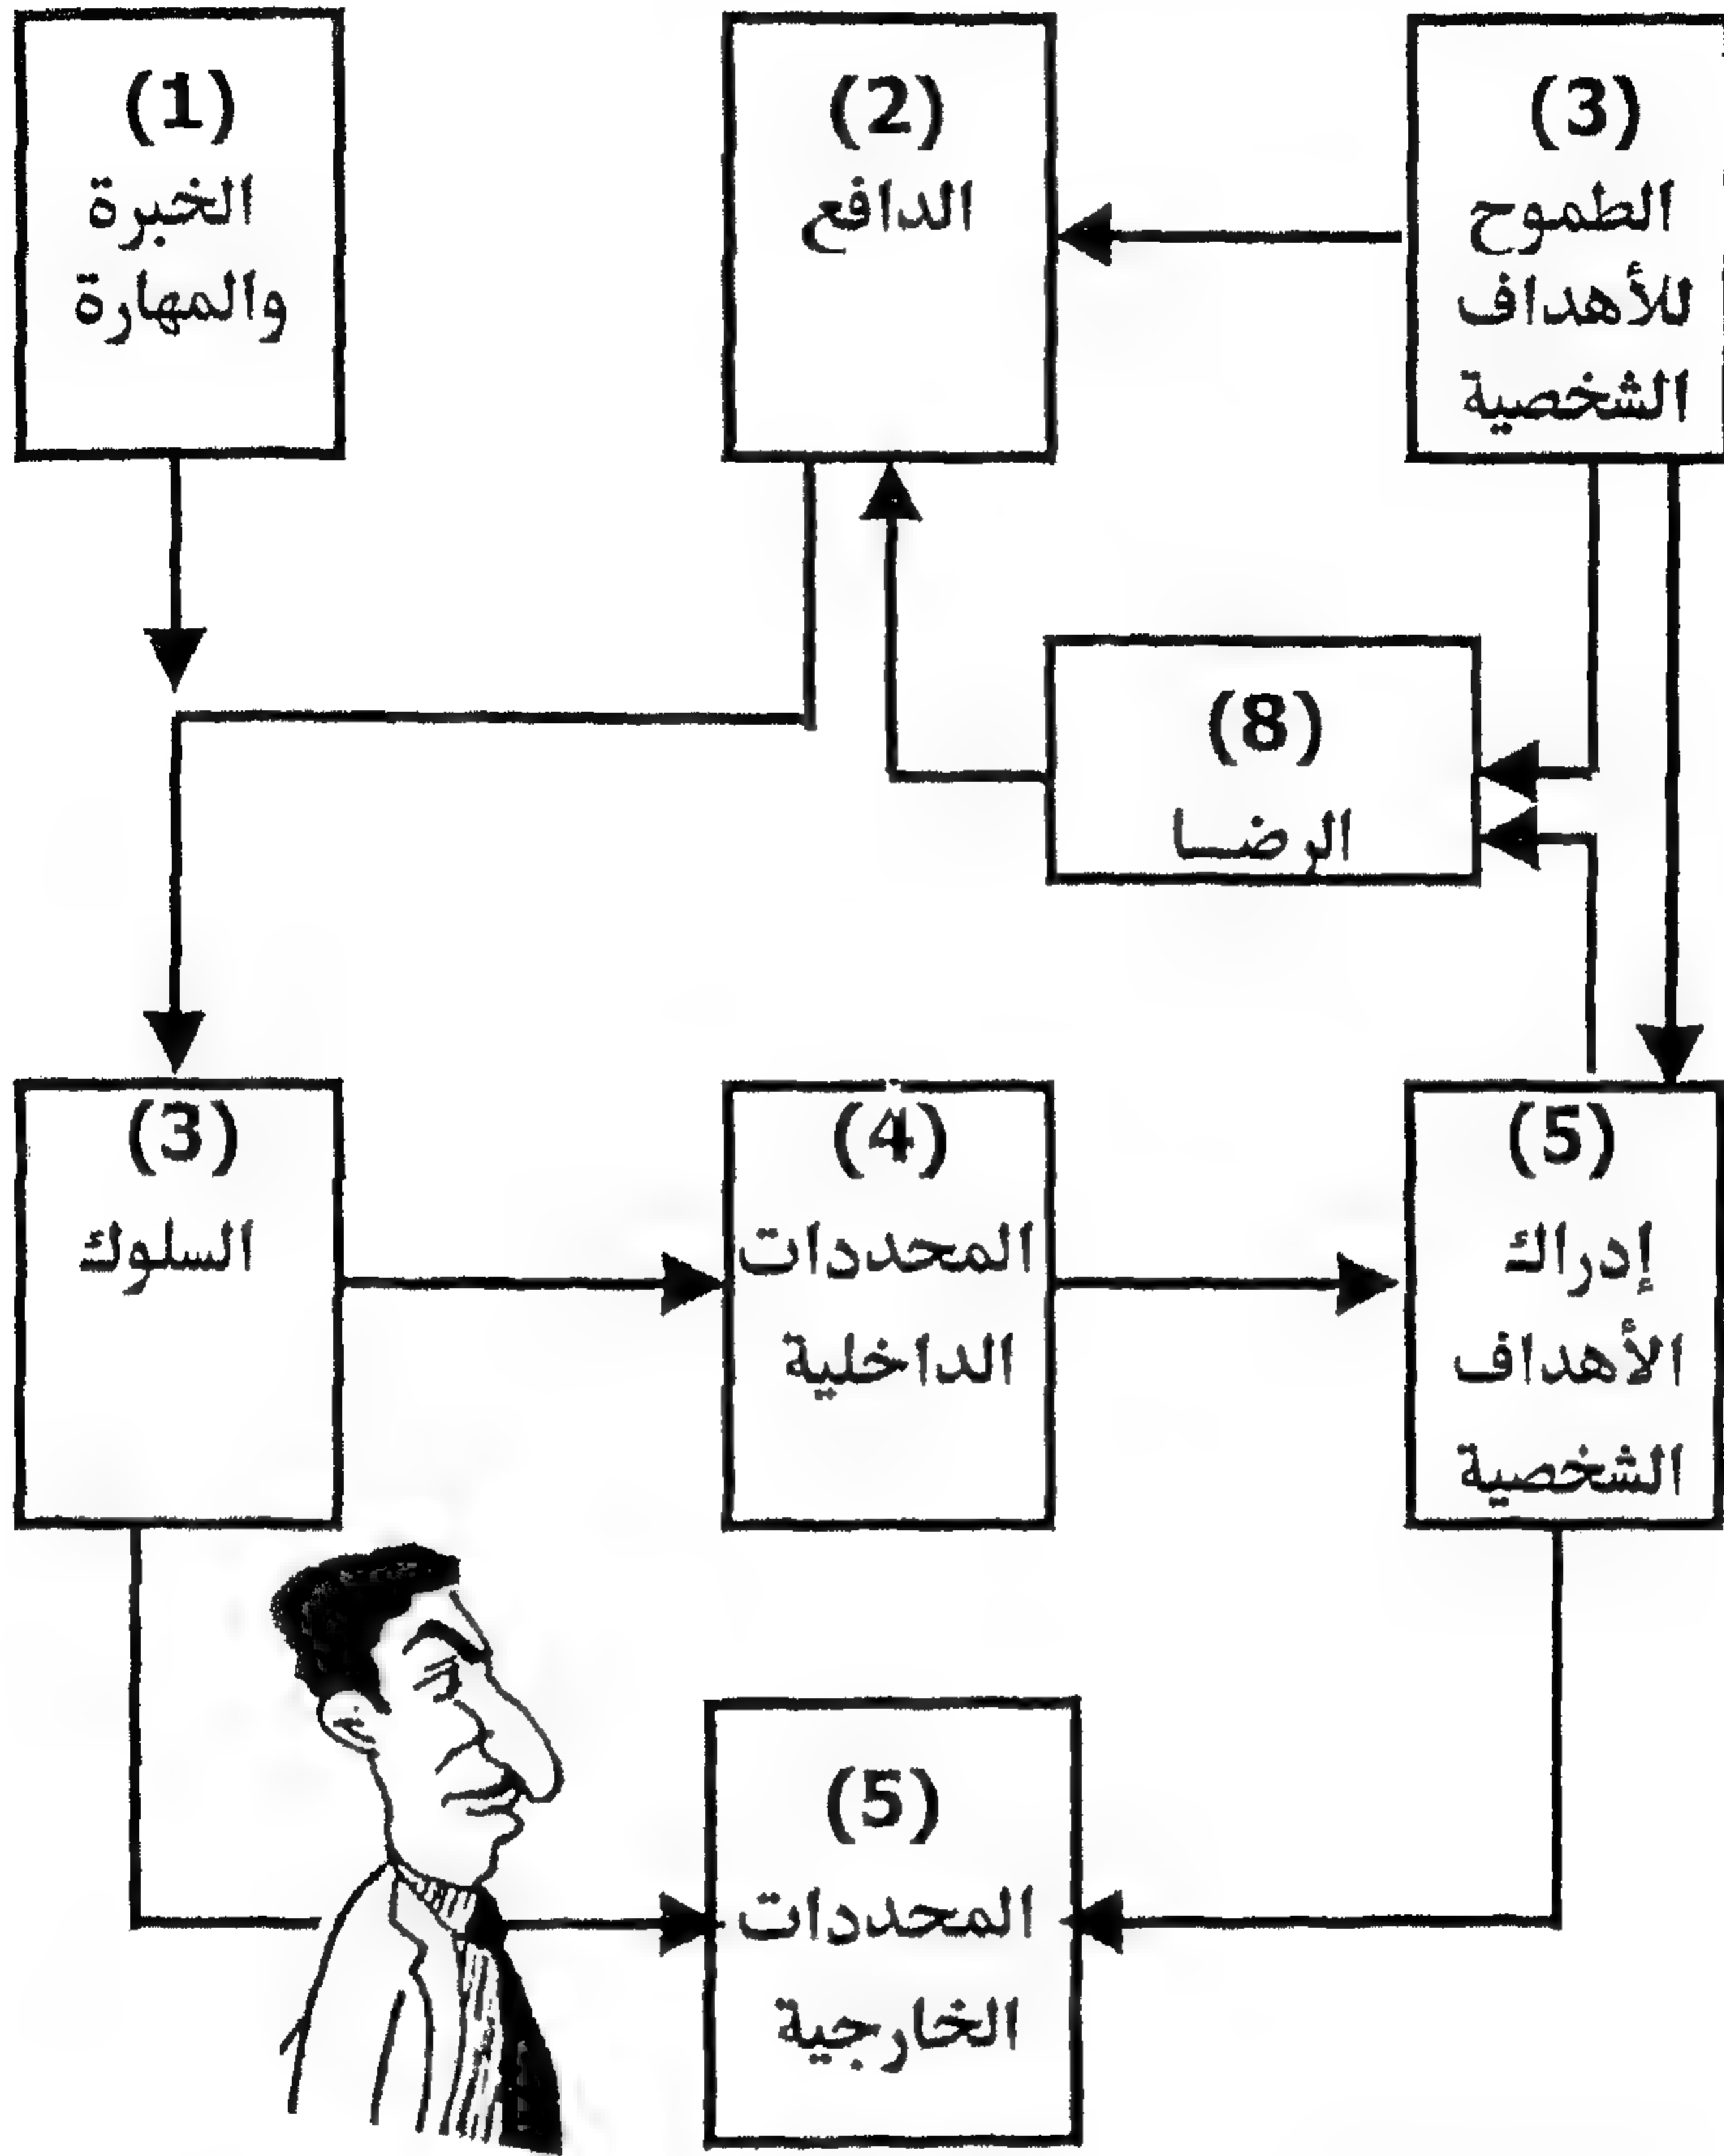 (1)
الخبرة
والمهارة
(2)
الدافع
(3)
الطموح
للأهداف
الشخصية
(8)
الرضــا
(3)
السلوك
(4)
المحددات
الداخلية
(5)
إدراك
الأهداف
الشخصية
(5)
المحددات
الخارجية